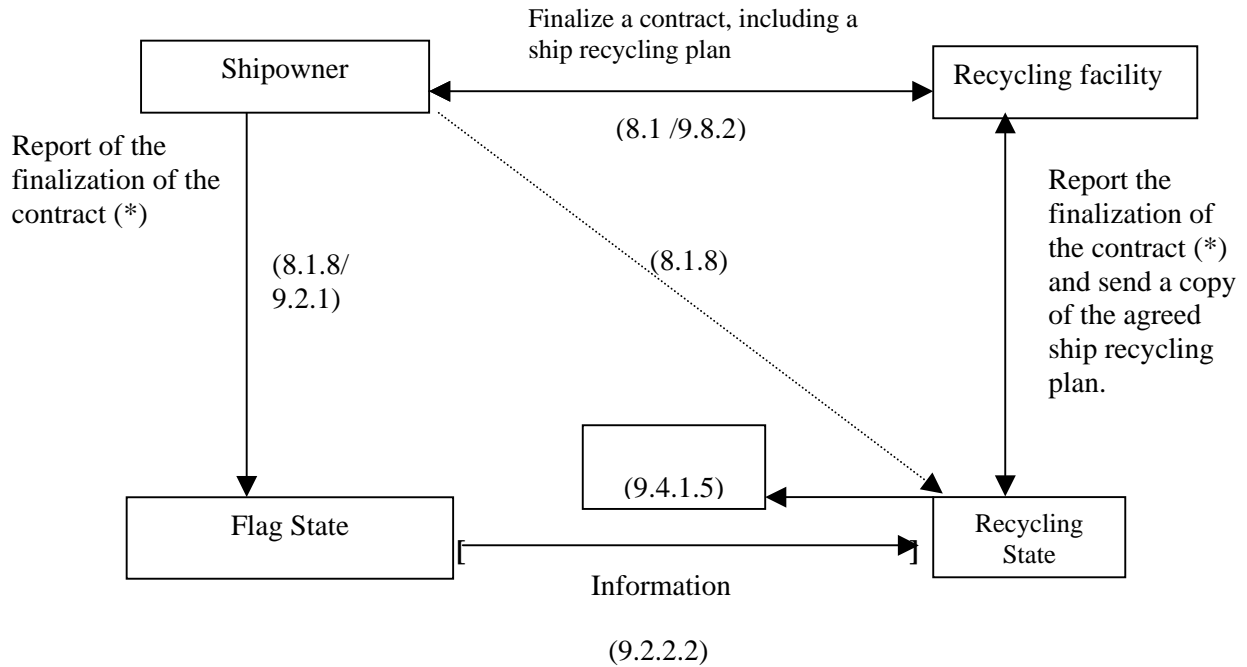 Finalize a contract, including a
ship recycling plan
Shipowner
Recycling facility
(8.1 /9.8.2)
Report of the
finalization of the
contract (*)
(8.1.8/
9.2.1)
(8.1.8)
Report the
finalization of
the contract (*)
and send a copy
of the agreed
ship recycling
plan.
(9.4.1.5)
Flag State
[ ]
Recycling
State
Information
(9.2.2.2)